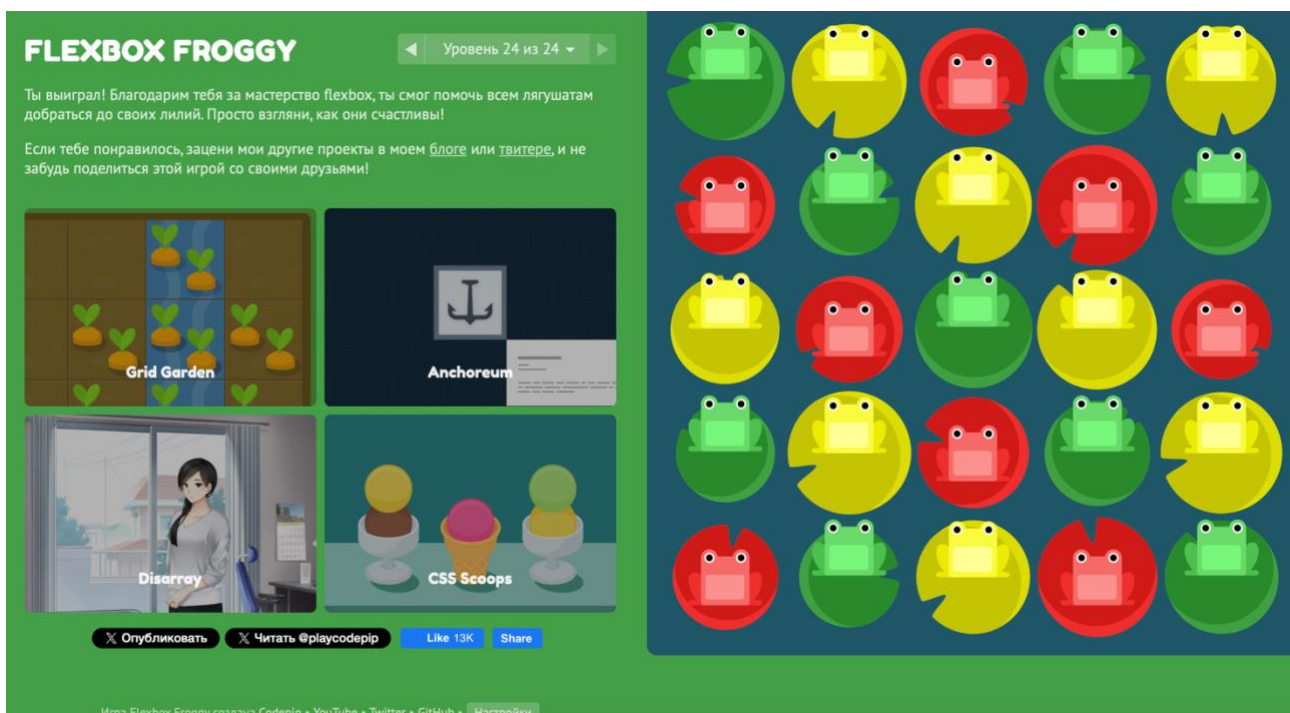 FLEXBOX FROGGY
Уровень 24 из 24
Ты выиграл! Благодарим тебя за мастерство flexbox, ты смог помочь всем лягушатам
добраться до своих лилий. Просто взгляни, как они счастливы!
Если тебе понравилось, зацени мои другие проекты в моем блоге или твитере, и не
забудь поделиться этой игрой со своими друзьями!
Grid Garden
Anchoreum
Disarray
CSS Scoops
Опубликовать
Читать @playcodepip
Like 13K
Share
Игра Flexbox Froggy создана Codepip • YouTube • Twitter • GitHub • Настройки